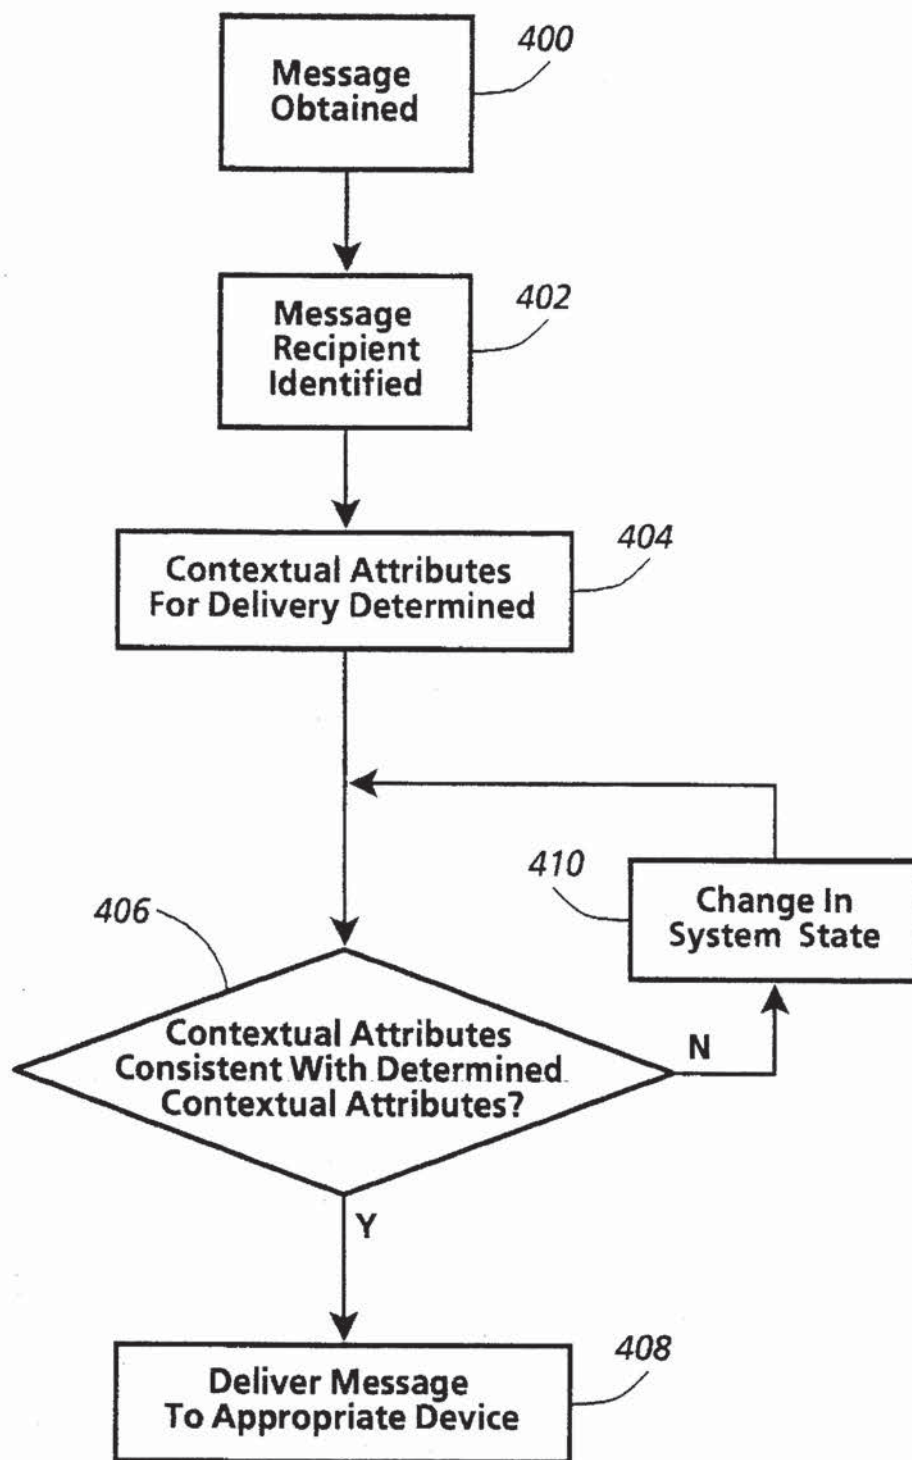 Message
Obtained
400
Message
Recipient
Identified
402
Contextual Attributes
For Delivery Determined
404
410
Change In
System State
406
Contextual Attributes
Consistent With Determined
Contextual Attributes?
N
Y
Deliver Message
To Appropriate Device
408